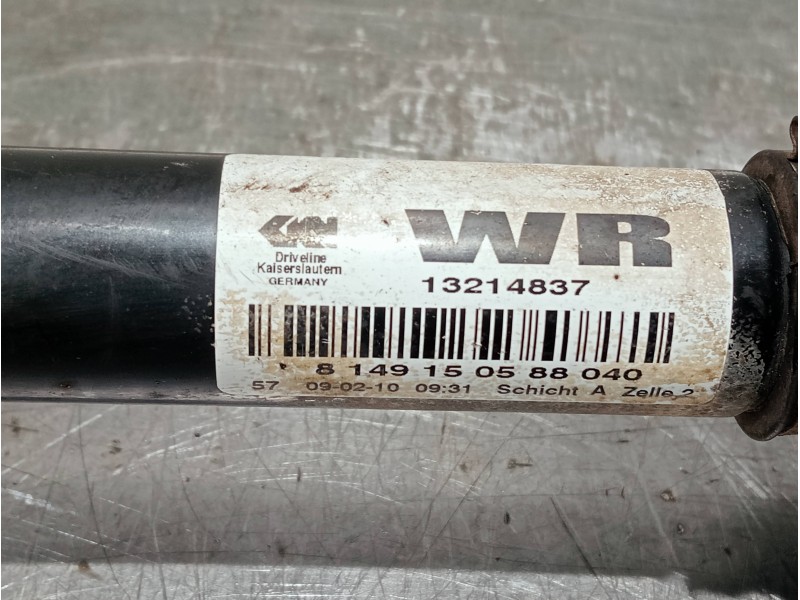 GKN
Driveline
Kaiserslautern
GERMANY
WR
13214837
8 149 15 05 88 040
57 09-02-10 09:31 Schicht A Zelle 2